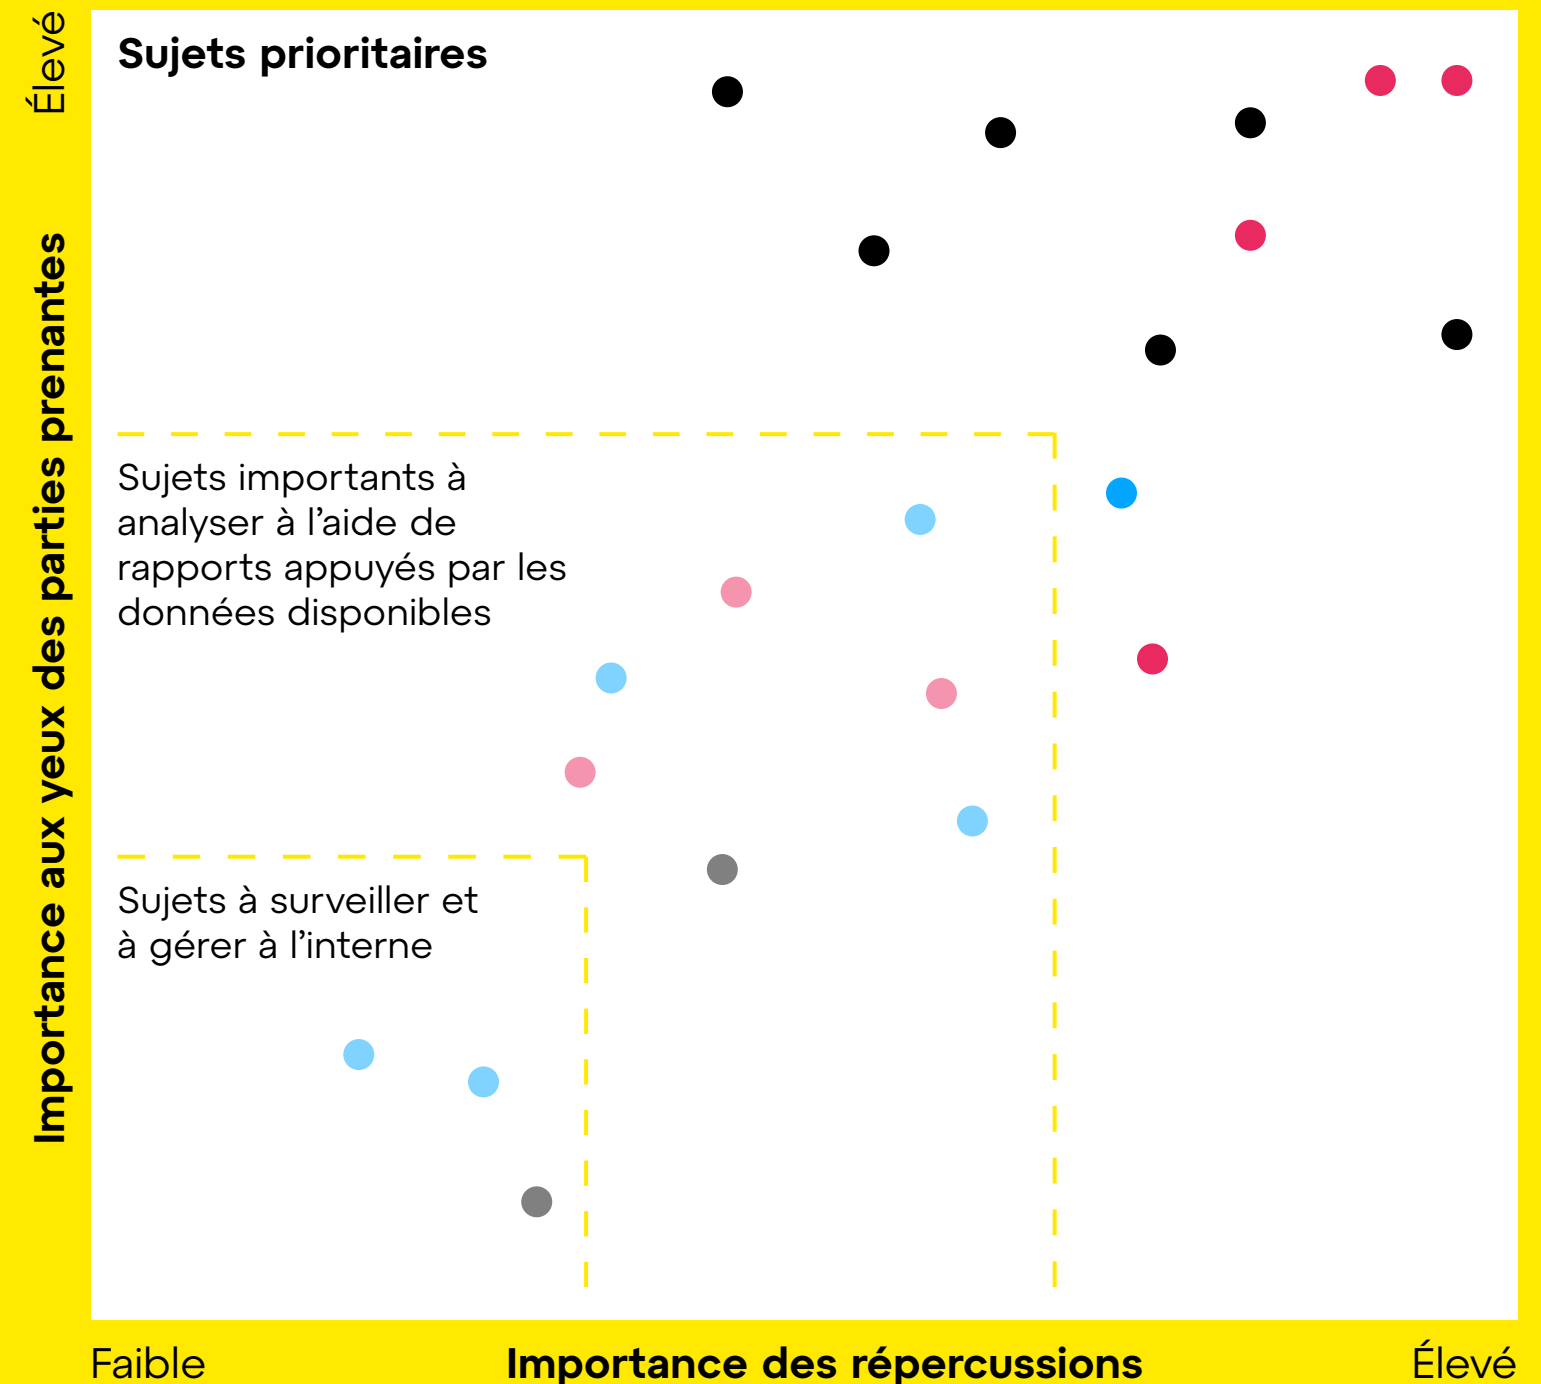 Élevé
Importance aux yeux des parties prenantes
Sujets prioritaires
Sujets importants à
analyser à l’aide de
rapports appuyés par les
données disponibles
Sujets à surveiller et
à gérer à l’interne
Faible
Importance des répercussions
Élevé